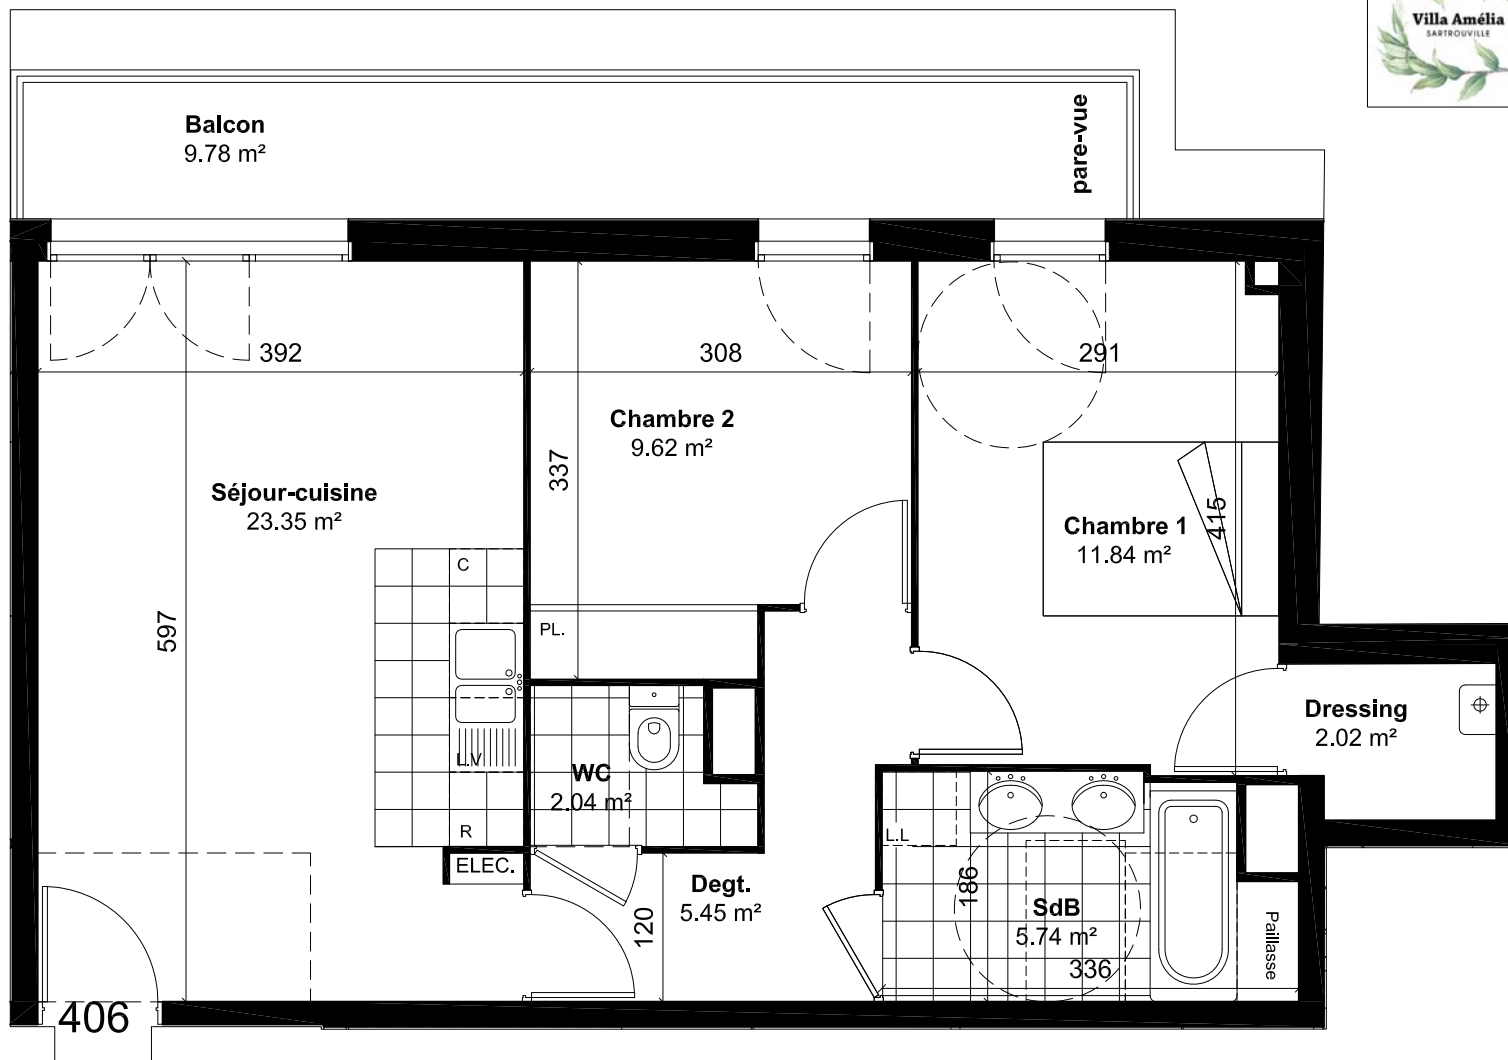 Villa Amélia
SARTROUVILLE
Balcon
9.78 m²
pare-vue
392
308
291
Chambre 2
9.62 m²
337
Séjour-cuisine
23.35 m²
415
Chambre 1
11.84 m²
C
597
PL.
Dressing
2.02 m²
L.V
WC
2.04 m²
R
L.L
ELEC.
Degt.
5.45 m²
186
SdB
5.74 m²
120
336
Paillasse
406